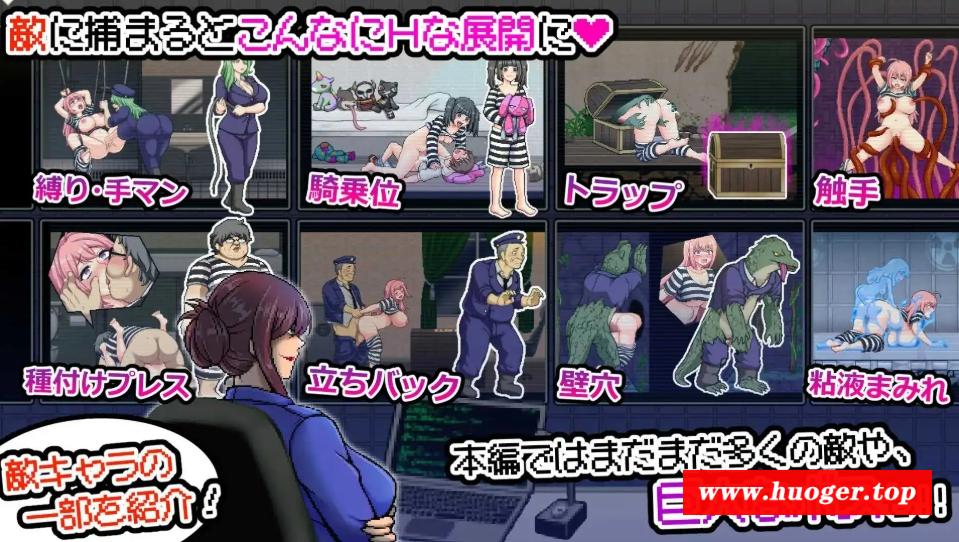 敵に捕まるとこんなにHな展開に♥
縛り・手マン
騎乗位
トラップ
触手
種付けプレス
立ちバック
壁穴
粘液まみれ
敵キャラの
一部を紹介!
本編ではまだまだ多くの敵や、
www.huoger.top